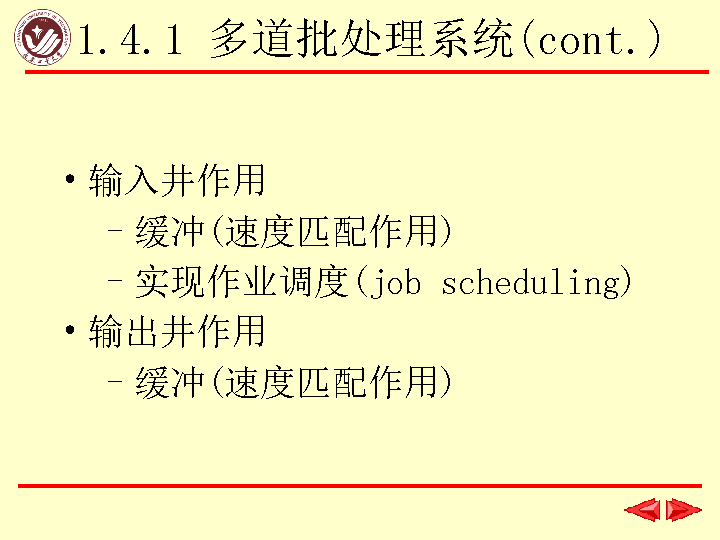 1.4.1 多道批处理系统(cont.)
•输入井作用
–缓冲(速度匹配作用)
–实现作业调度(job scheduling)
•输出井作用
–缓冲(速度匹配作用)